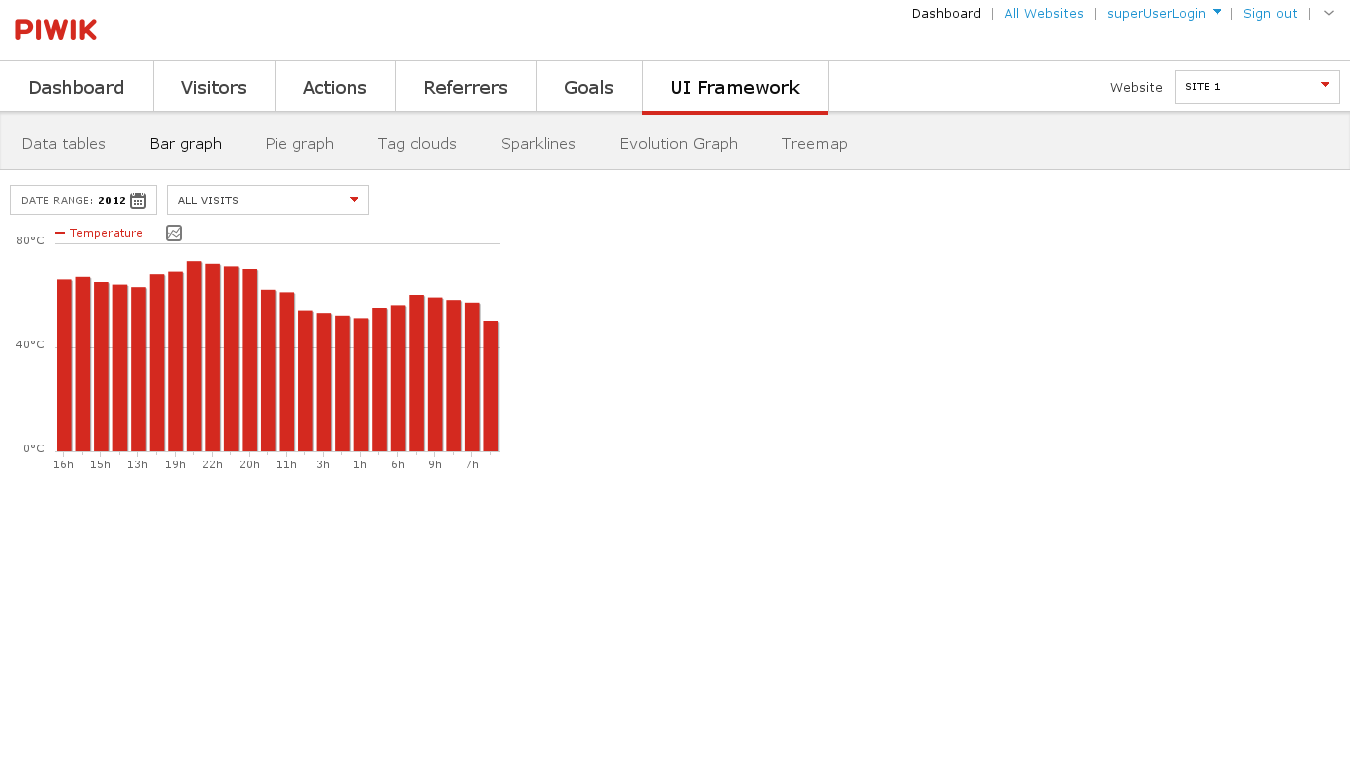 PIWIK
Dashboard | All Websites | superUserLogin | Sign out |
Dashboard Visitors Actions Referrers Goals UI Framework Website SITE 1
Data tables Bar graph Pie graph Tag clouds Sparklines Evolution Graph Treemap
DATE RANGE: 2012 ALL VISITS
Temperature
80°C
40°C
0°C
16h 15h 13h 19h 22h 20h 11h 3h 1h 6h 9h 7h